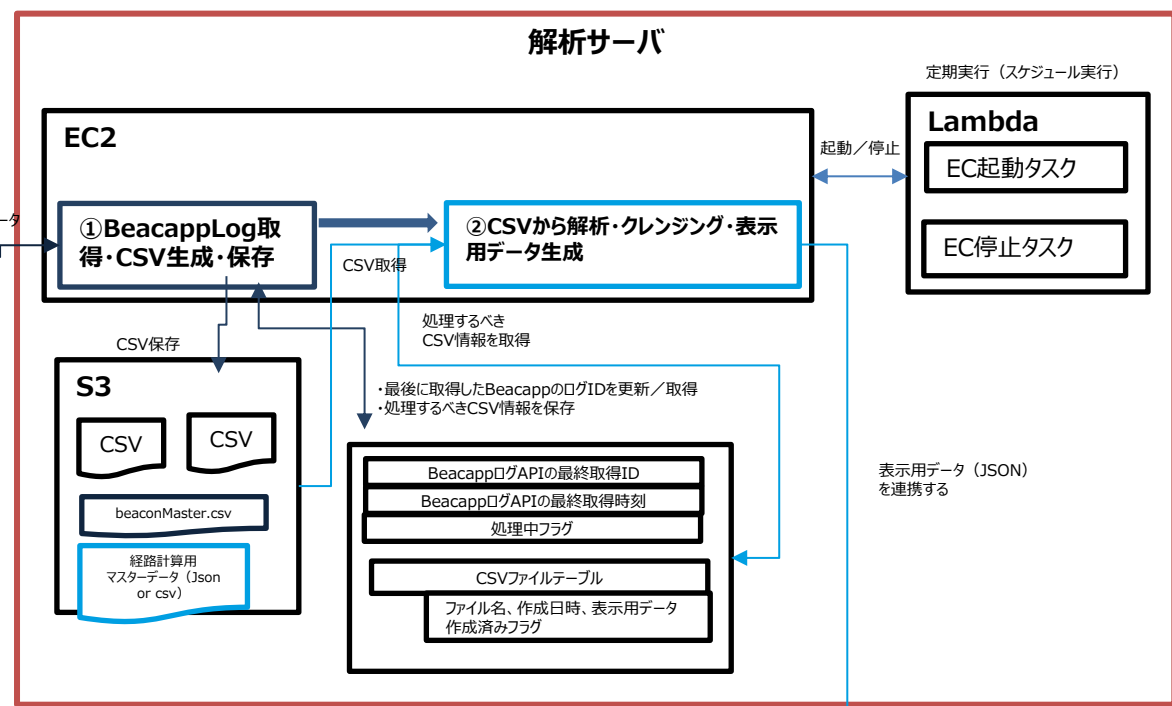 解析サーバ
定期実行（スケジュール実行）
EC2
Lambda
起動／停止
EC起動タスク
EC停止タスク
ータ
①BeacappLog取
得・CSV生成・保存
②CSVから解析・クレンジング・表示
用データ生成
CSV取得
処理するべき
CSV情報を取得
CSV保存
S3
CSV
CSV
beaconMaster.csv
経路計算用
マスターデータ（Json
or csv）
・最後に取得したBeacappのログIDを更新／取得
・処理するべきCSV情報を保存
BeacappログAPIの最終取得ID
BeacappログAPIの最終取得時刻
処理中フラグ
CSVファイルテーブル
ファイル名、作成日時、表示用データ
作成済みフラグ
表示用データ（JSON）
を連携する